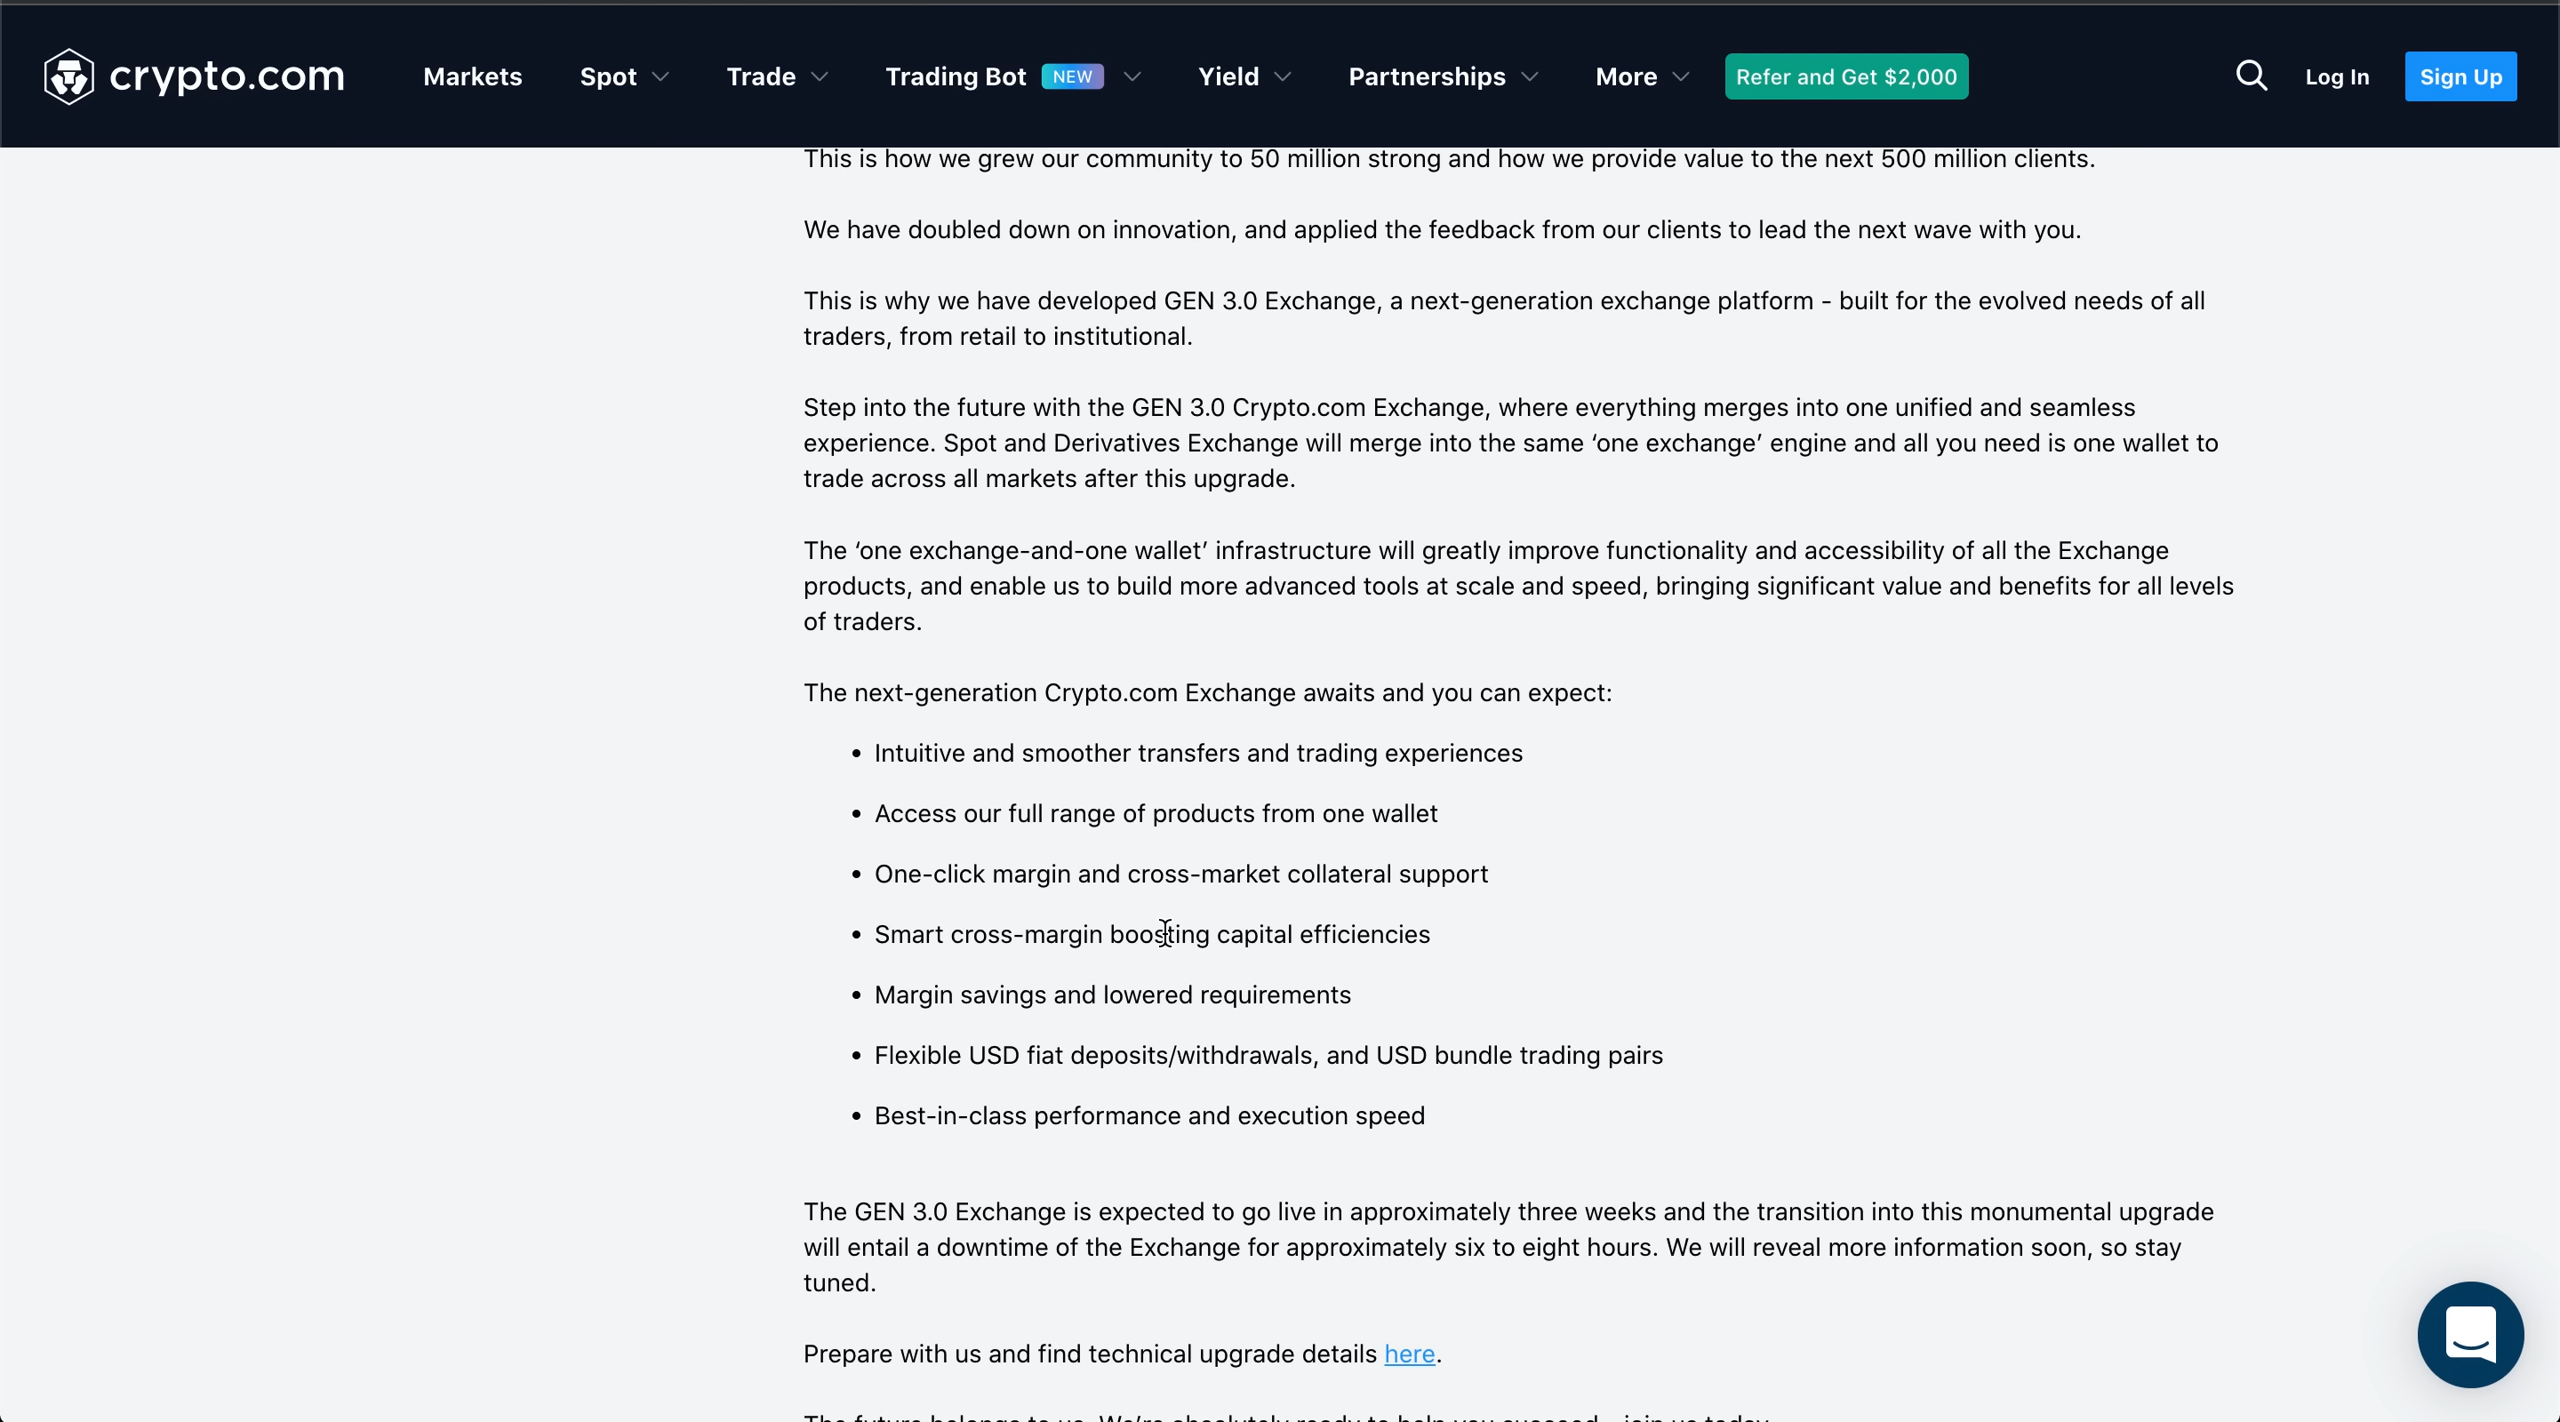 crypto.com
Markets
Spot
Trade
Trading Bot NEW
Yield
Partnerships
More
Refer and Get $2,000
Log In
Sign Up
This is how we grew our community to 50 million strong and how we provide value to the next 500 million clients.
We have doubled down on innovation, and applied the feedback from our clients to lead the next wave with you.
This is why we have developed GEN 3.0 Exchange, a next-generation exchange platform - built for the evolved needs of all
traders, from retail to institutional.
Step into the future with the GEN 3.0 Crypto.com Exchange, where everything merges into one unified and seamless
experience. Spot and Derivatives Exchange will merge into the same ‘one exchange’ engine and all you need is one wallet to
trade across all markets after this upgrade.
The ‘one exchange-and-one wallet’ infrastructure will greatly improve functionality and accessibility of all the Exchange
products, and enable us to build more advanced tools at scale and speed, bringing significant value and benefits for all levels
of traders.
The next-generation Crypto.com Exchange awaits and you can expect:
• Intuitive and smoother transfers and trading experiences
• Access our full range of products from one wallet
• One-click margin and cross-market collateral support
• Smart cross-margin boosting capital efficiencies
• Margin savings and lowered requirements
• Flexible USD fiat deposits/withdrawals, and USD bundle trading pairs
• Best-in-class performance and execution speed
The GEN 3.0 Exchange is expected to go live in approximately three weeks and the transition into this monumental upgrade
will entail a downtime of the Exchange for approximately six to eight hours. We will reveal more information soon, so stay
tuned.
Prepare with us and find technical upgrade details here.